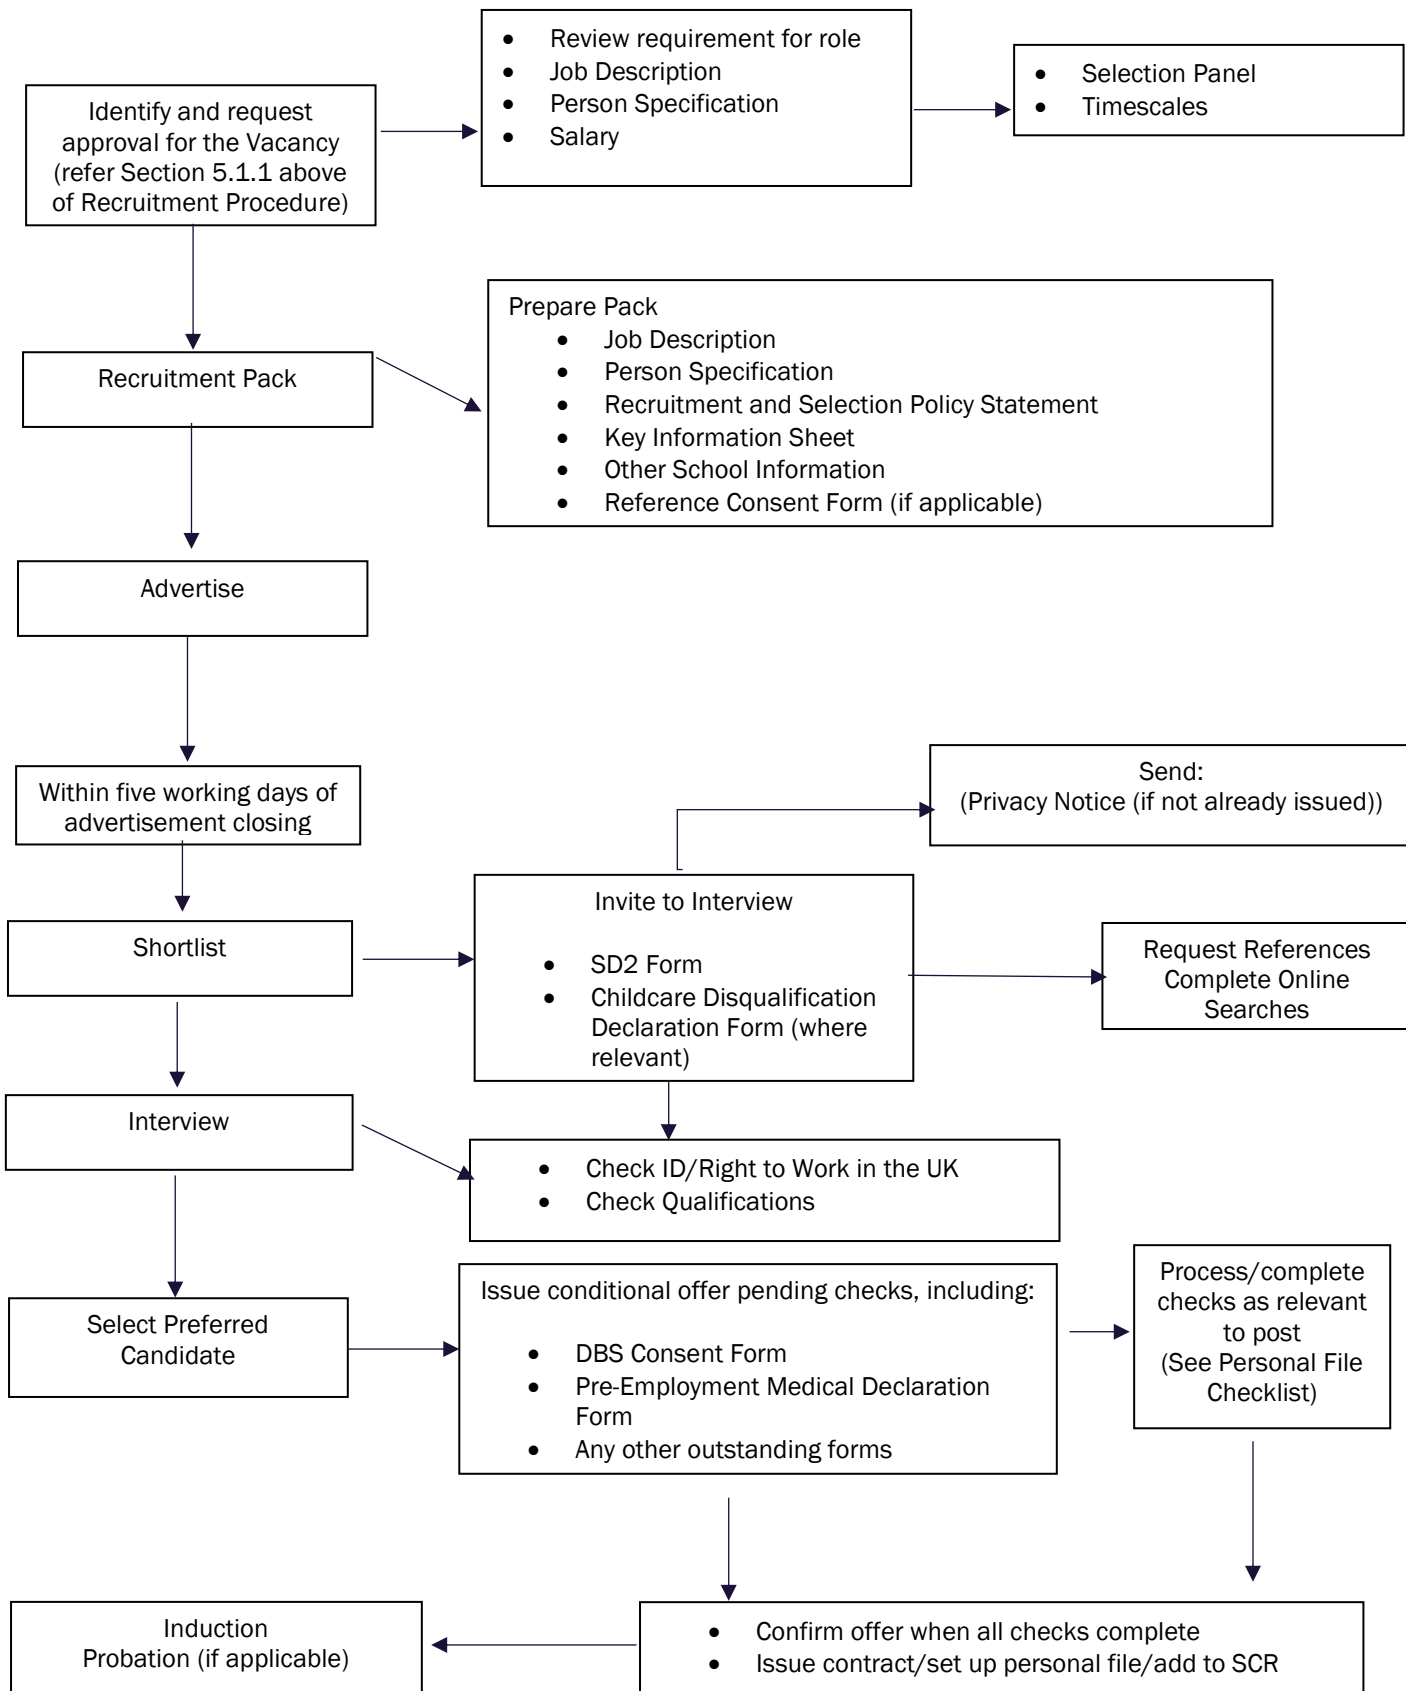 Identify and request
approval for the Vacancy
(refer Section 5.1.1 above
of Recruitment Procedure)
• Review requirement for role
• Job Description
• Person Specification
• Salary
• Selection Panel
• Timescales
Recruitment Pack
Prepare Pack
• Job Description
• Person Specification
• Recruitment and Selection Policy Statement
• Key Information Sheet
• Other School Information
• Reference Consent Form (if applicable)
Advertise
Within five working days of
advertisement closing
Send:
(Privacy Notice (if not already issued))
Shortlist
Invite to Interview
• SD2 Form
• Childcare Disqualification
Declaration Form (where
relevant)
Request References
Complete Online
Searches
Interview
• Check ID/Right to Work in the UK
• Check Qualifications
Select Preferred
Candidate
Issue conditional offer pending checks, including:
• DBS Consent Form
• Pre-Employment Medical Declaration
Form
• Any other outstanding forms
Process/complete
checks as relevant
to post
(See Personal File
Checklist)
Induction
Probation (if applicable)
• Confirm offer when all checks complete
• Issue contract/set up personal file/add to SCR